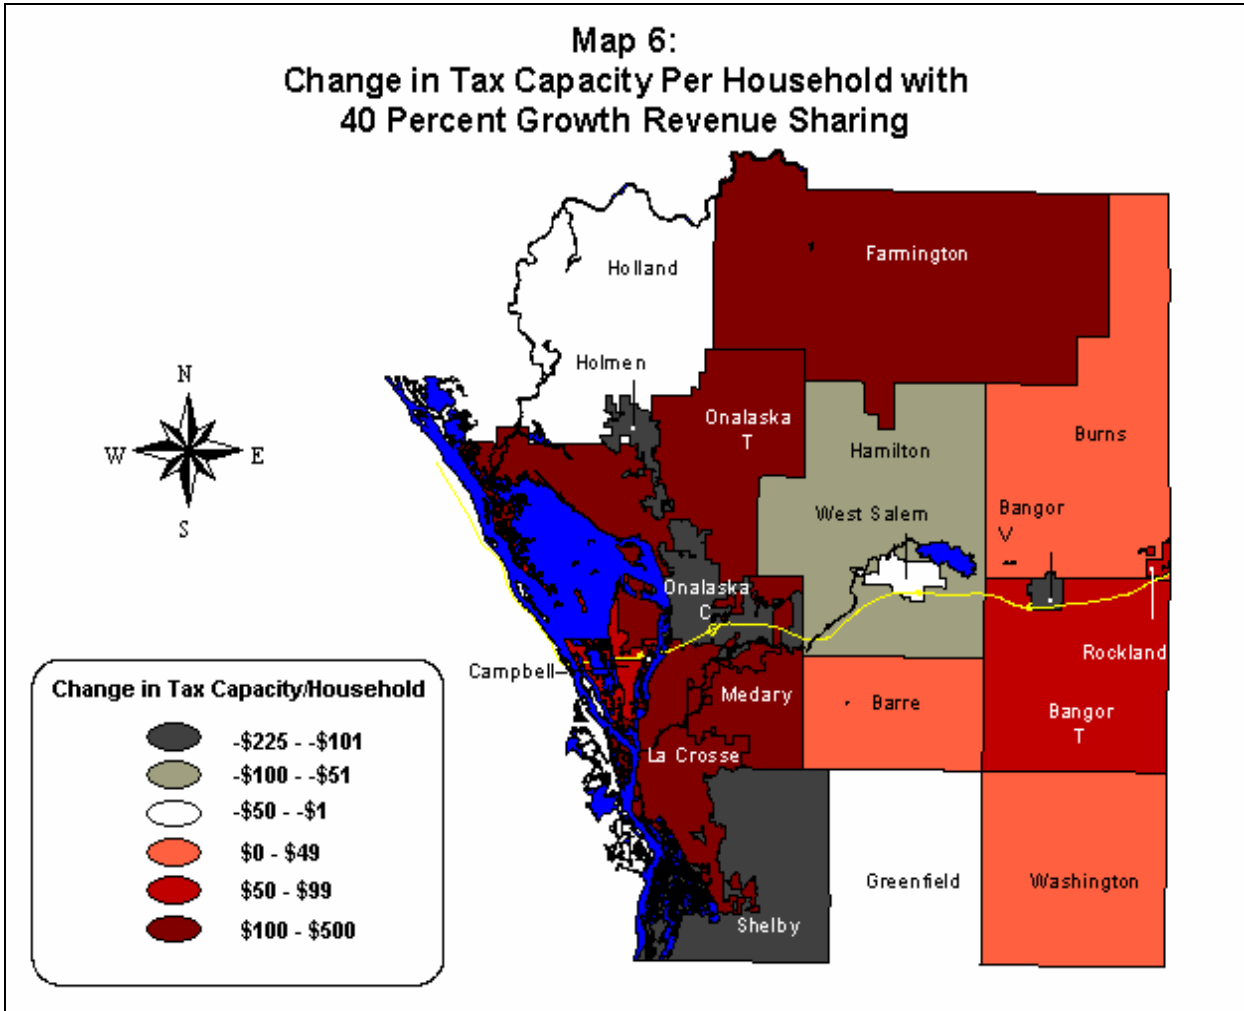 Map 6:
Change in Tax Capacity Per Household with
40 Percent Growth Revenue Sharing
Holland
Farmington
Holmen
Onalaska
T
Hamilton
Burns
West Salem
Bangor
V
Onalaska
C
Campbell
Medary
Barre
Rockland
Bangor
T
La Crosse
Greenfield
Washington
Shelby
N
W
E
S
Change in Tax Capacity/Household
-$225 - -$101
-$100 - -$51
-$50 - -$1
$0 - $49
$50 - $99
$100 - $500